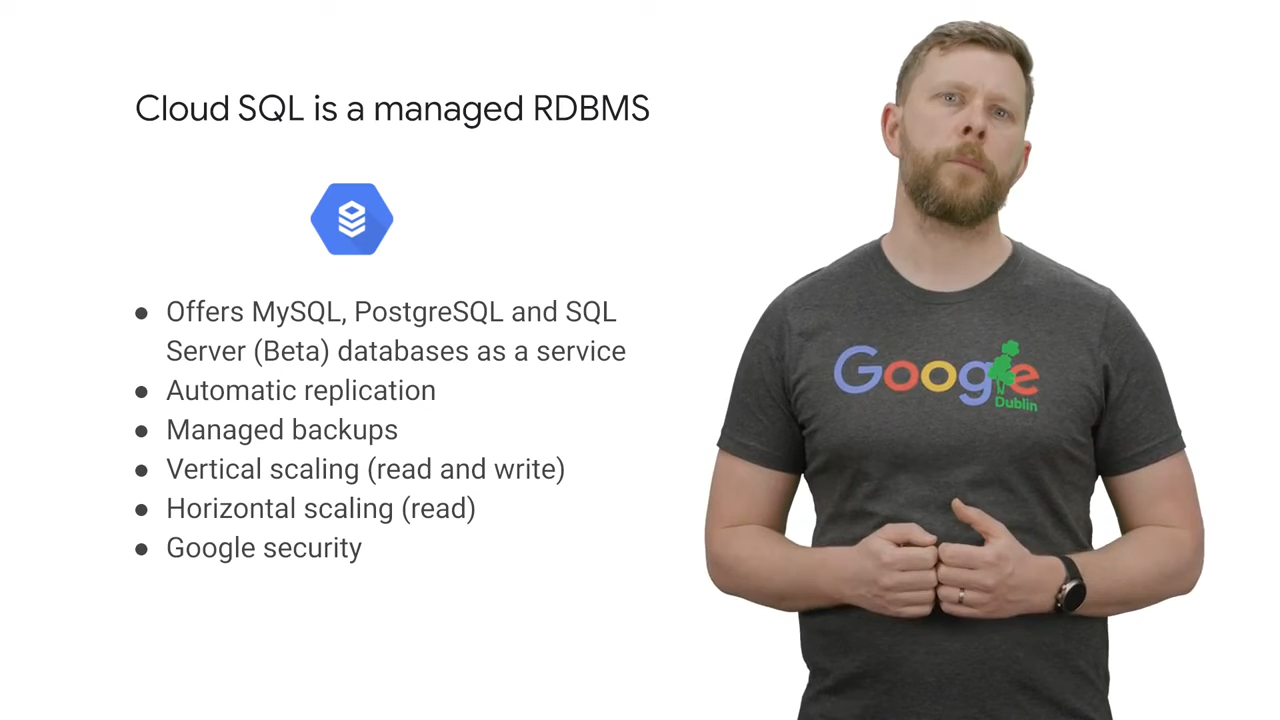 Cloud SQL is a managed RDBMS
● Offers MySQL, PostgreSQL and SQL
Server (Beta) databases as a service
● Automatic replication
● Managed backups
● Vertical scaling (read and write)
● Horizontal scaling (read)
● Google security
Google
Dublin